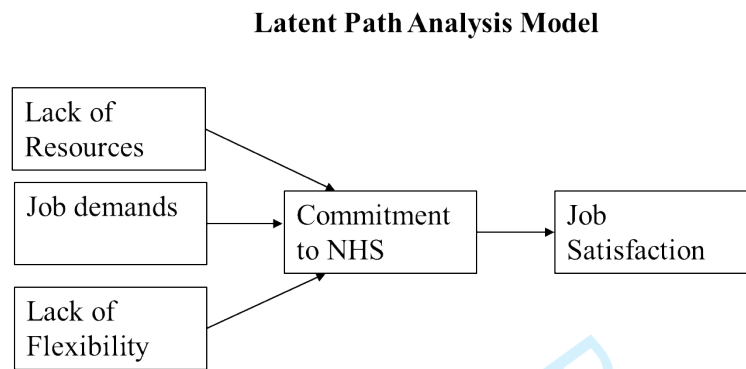 Latent Path Analysis Model
Lack of
Resources
Job demands
Lack of
Flexibility
Commitment
to NHS
Job
Satisfaction